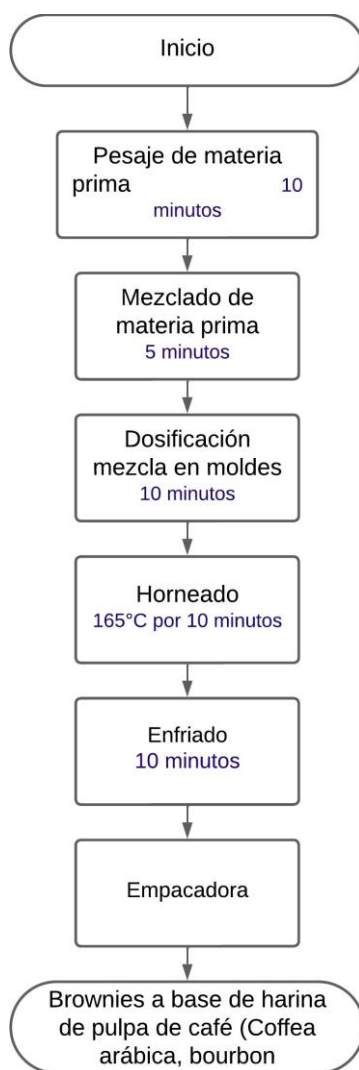 Inicio
Pesaje de materia
prima 10
minutos
Mezclado de
materia prima
5 minutos
Dosificación
mezcla en moldes
10 minutos
Horneado
165°C por 10 minutos
Enfriado
10 minutos
Empacadora
Brownies a base de harina
de pulpa de café (Coffea
arábica, bourbon